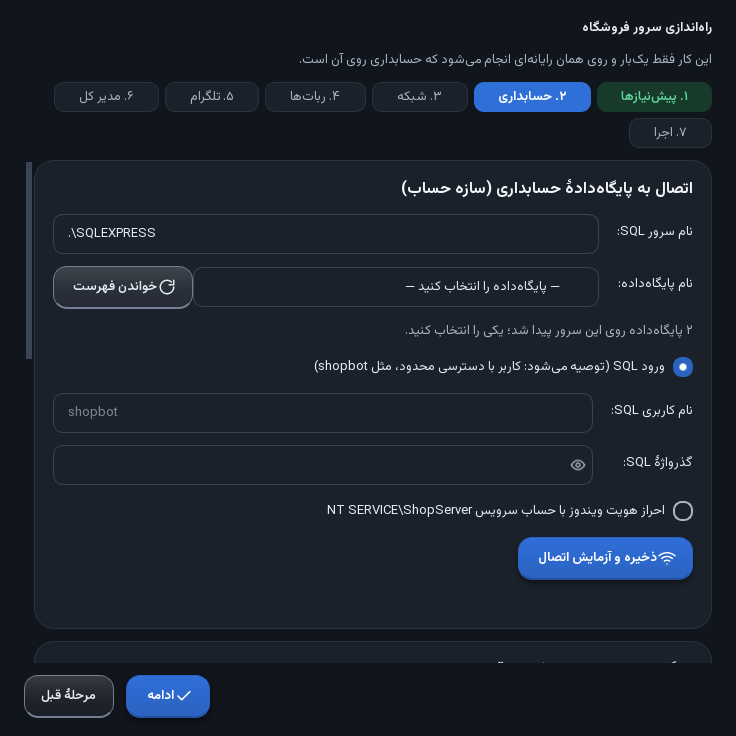 راه‌اندازی سرور فروشگاه
این کار فقط یک‌بار و روی همان رایانه‌ای انجام می‌شود که حسابداری روی آن است.
۱. پیش‌نیازها
۲. حسابداری
۳. شبکه
۴. ربات‌ها
۵. تلگرام
۶. مدیر کل
۷. اجرا
اتصال به پایگاه‌دادهٔ حسابداری (سازه حساب)
نام سرور SQL:
.\SQLEXPRESS
نام پایگاه‌داده:
— پایگاه‌داده را انتخاب کنید —
خواندن فهرست
۲ پایگاه‌داده روی این سرور پیدا شد؛ یکی را انتخاب کنید.
ورود SQL (توصیه می‌شود: کاربر با دسترسی محدود، مثل shopbot)
نام کاربری SQL:
shopbot
گذرواژهٔ SQL:
احراز هویت ویندوز با حساب سرویس NT SERVICE\ShopServer
ذخیره و آزمایش اتصال
ادامه
مرحلهٔ قبل